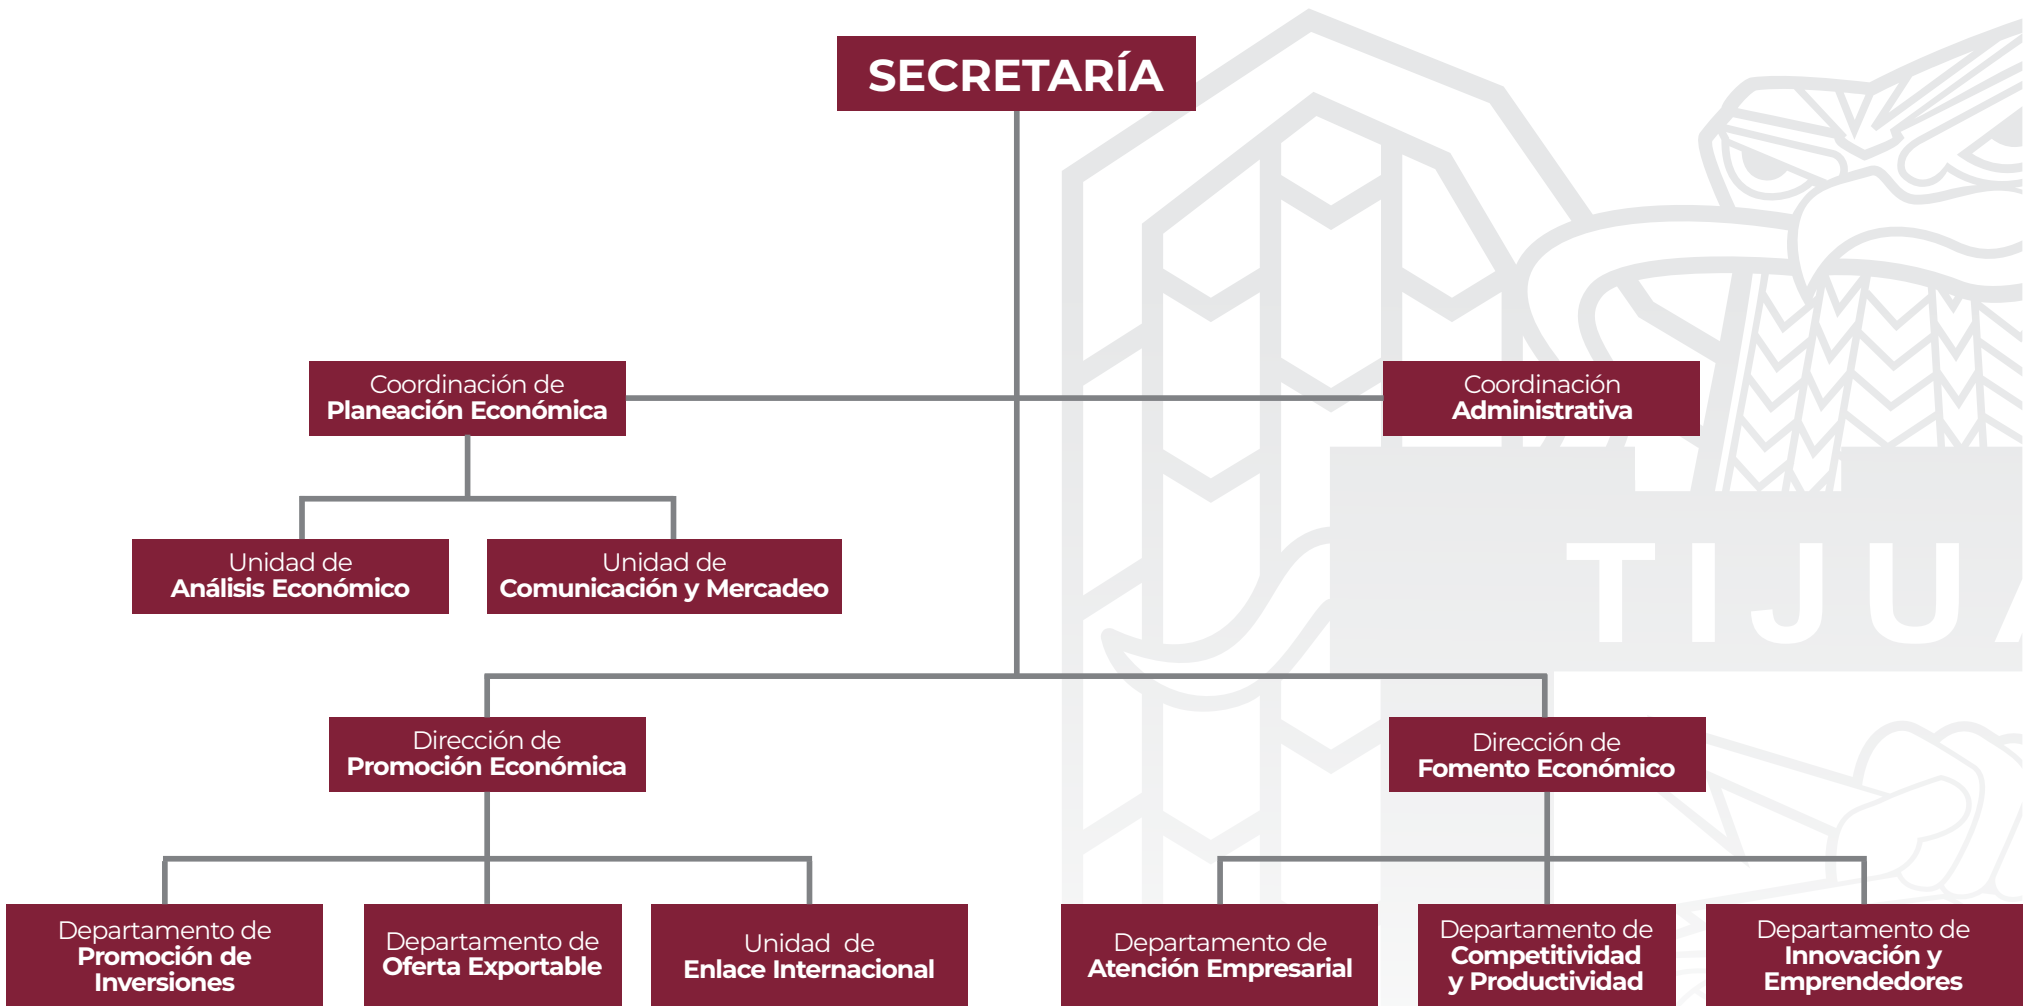 SECRETARÍA
Coordinación de
Planeación Económica
Coordinación
Administrativa
Unidad de
Análisis Económico
Unidad de
Comunicación y Mercadeo
TIJUA
Dirección de
Promoción Económica
Dirección de
Fomento Económico
Departamento de
Promoción de
Inversiones
Departamento de
Oferta Exportable
Unidad de
Enlace Internacional
Departamento de
Atención Empresarial
Departamento de
Competitividad
y Productividad
Departamento de
Innovación y
Emprendedores